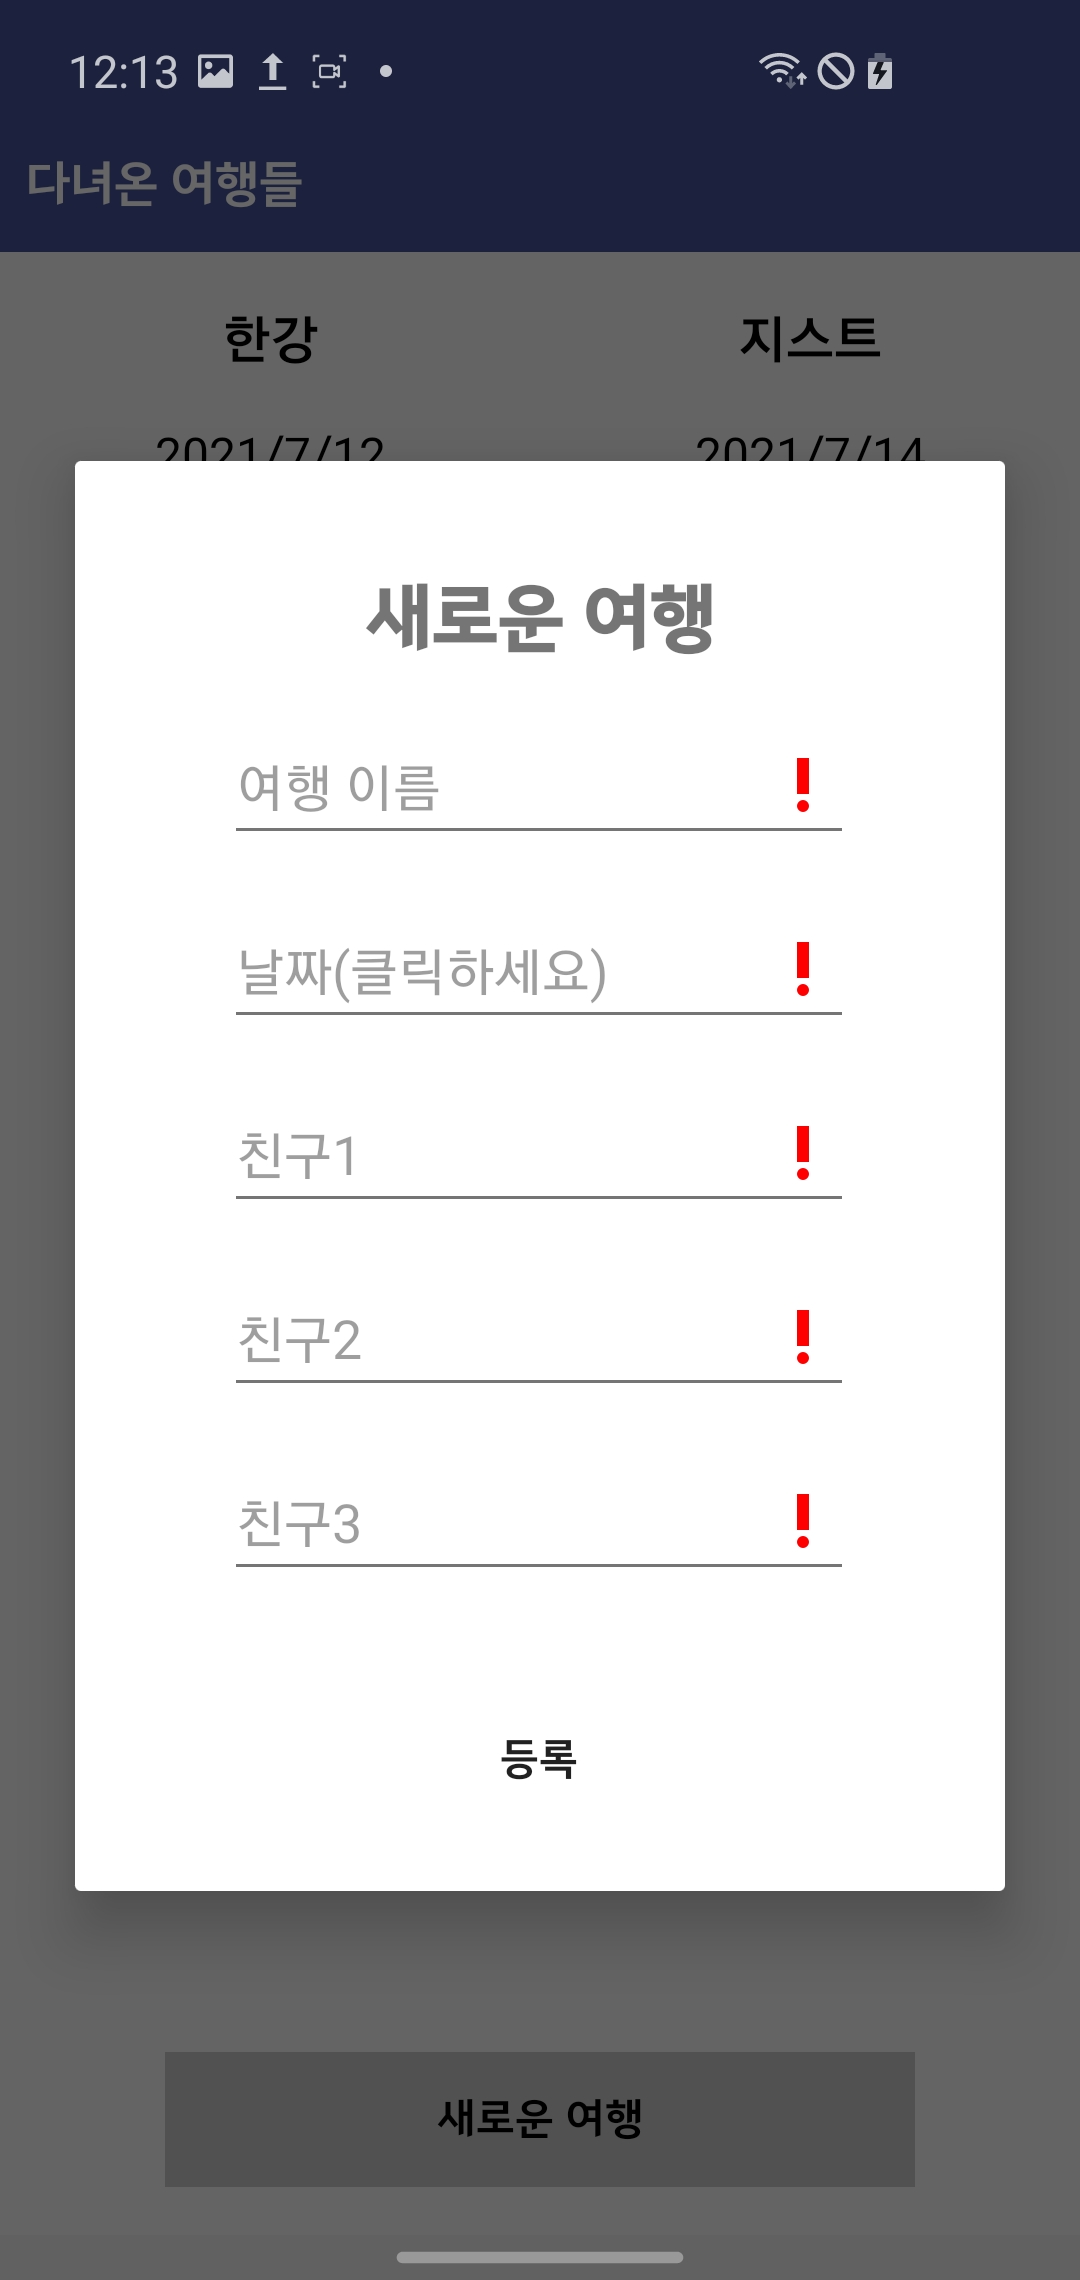 12:13
다녀온 여행들
한강 지스트
2021/7/12 2021/7/14
새로운 여행
여행 이름 !
날짜(클릭하세요) !
친구1 !
친구2 !
친구3 !
등록
새로운 여행